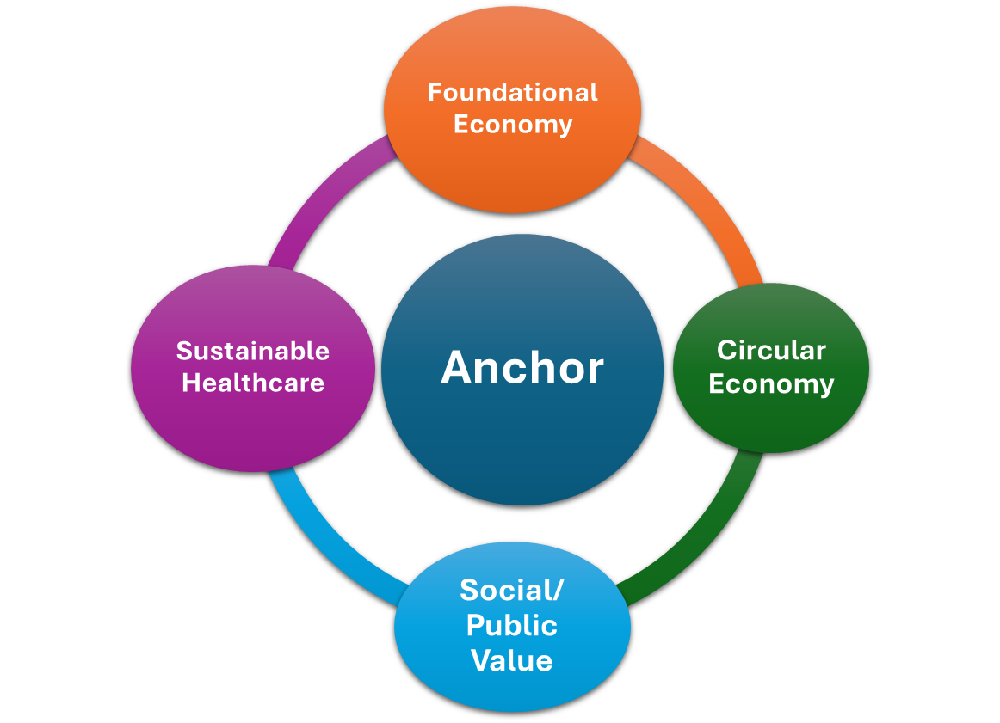 Foundational
Economy
Sustainable
Healthcare
Anchor
Circular
Economy
Social/
Public
Value